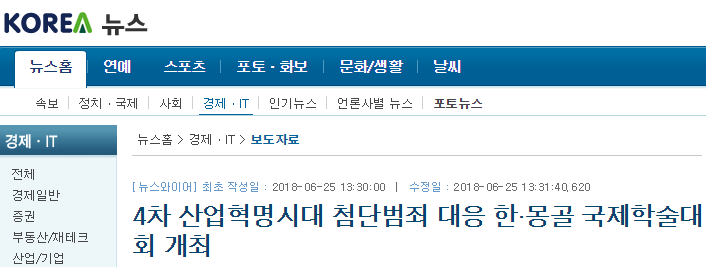 KOREA 뉴스
뉴스홈 연예 스포츠 포토·화보 문화/생활 날씨
속보 정치·국제 사회 경제·IT 인기뉴스 언론사별 뉴스 포토뉴스
경제·IT
뉴스홈 > 경제·IT > 보도자료
전체
경제일반
증권
부동산/재테크
산업/기업
[뉴스와이어] 최초 작성일 : 2018-06-25 13:30:00 | 수정일 : 2018-06-25 13:31:40,620
4차 산업혁명시대 첨단범죄 대응 한·몽골 국제학술대
회 개최